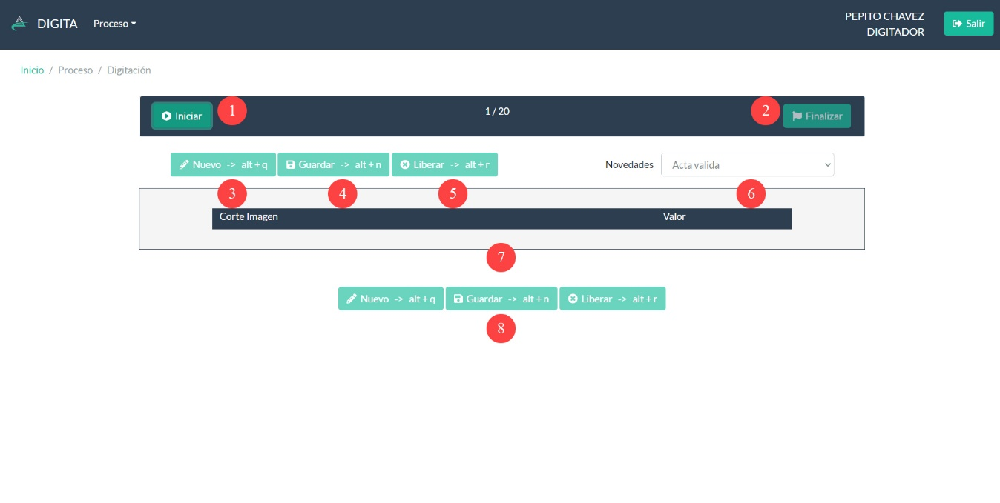 DIGITA Proceso
PEPITO CHAVEZ
DIGITADOR
Salir
Inicio / Proceso / Digitación
Iniciar 1 1 / 20 2 Finalizar
Nuevo -> alt + q Guardar -> alt + n Liberar -> alt + r Novedades Acta valida
3 4 5 6
Corte Imagen Valor
7
Nuevo -> alt + q Guardar -> alt + n Liberar -> alt + r
8